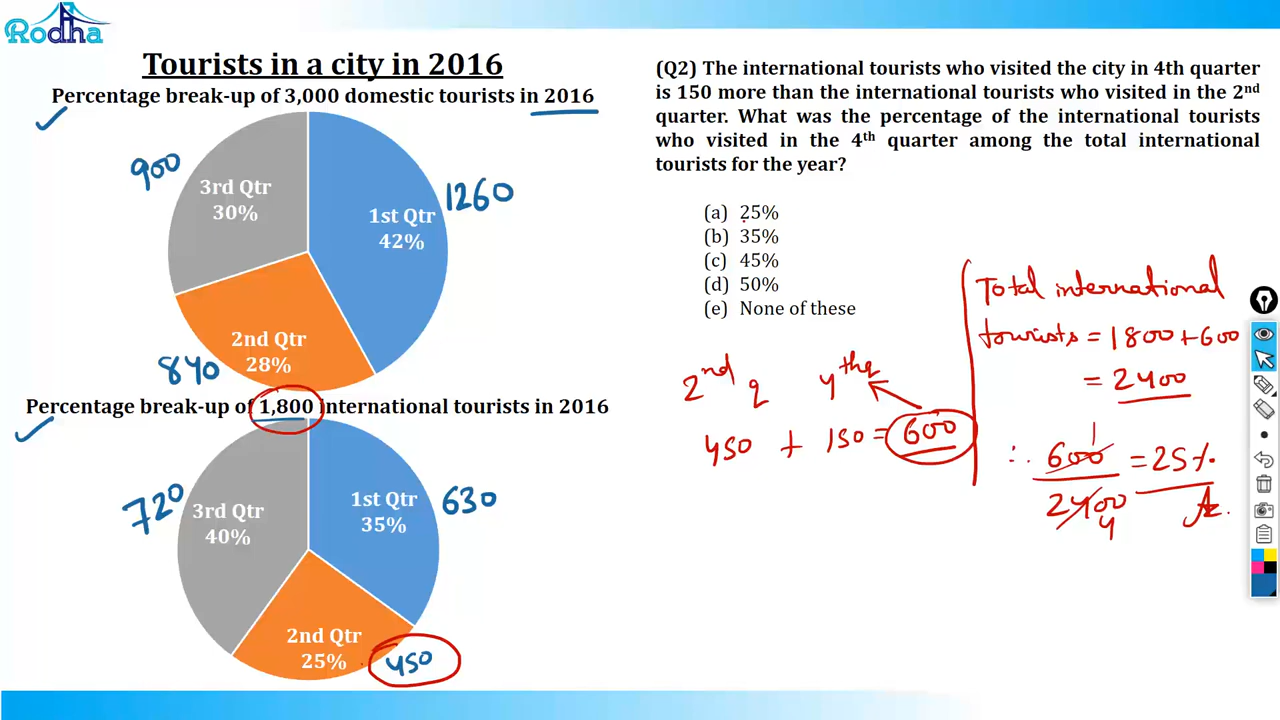 Rodha
Tourists in a city in 2016
Percentage break-up of 3,000 domestic tourists in 2016
900
3rd Qtr
30%
1st Qtr
42%
1260
2nd Qtr
28%
840
Percentage break-up of 1,800 international tourists in 2016
720
3rd Qtr
40%
1st Qtr
35%
630
2nd Qtr
25%
450
(Q2) The international tourists who visited the city in 4th quarter
is 150 more than the international tourists who visited in the 2nd
quarter. What was the percentage of the international tourists
who visited in the 4th quarter among the total international
tourists for the year?
(a) 25%
(b) 35%
(c) 45%
(d) 50%
(e) None of these
2nd q 4th q
450 + 150 = 600
Total international
tourists = 1800+600
= 2400
∴ 600 1 = 25%
2400 4